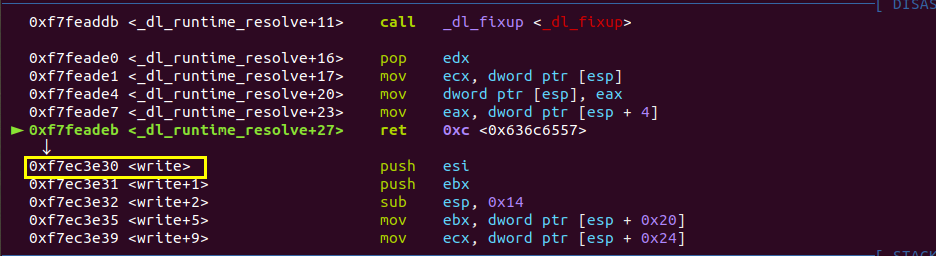 [ DISAS
0xf7feaddb <_dl_runtime_resolve+11> call _dl_fixup <_dl_fixup>
0xf7feade0 <_dl_runtime_resolve+16> pop edx
0xf7feade1 <_dl_runtime_resolve+17> mov ecx, dword ptr [esp]
0xf7feade4 <_dl_runtime_resolve+20> mov dword ptr [esp], eax
0xf7feade7 <_dl_runtime_resolve+23> mov eax, dword ptr [esp + 4]
► 0xf7feadeb <_dl_runtime_resolve+27> ret 0xc <0x636c6557>
↓
0xf7ec3e30 <write> push esi
0xf7ec3e31 <write+1> push ebx
0xf7ec3e32 <write+2> sub esp, 0x14
0xf7ec3e35 <write+5> mov ebx, dword ptr [esp + 0x20]
0xf7ec3e39 <write+9> mov ecx, dword ptr [esp + 0x24]